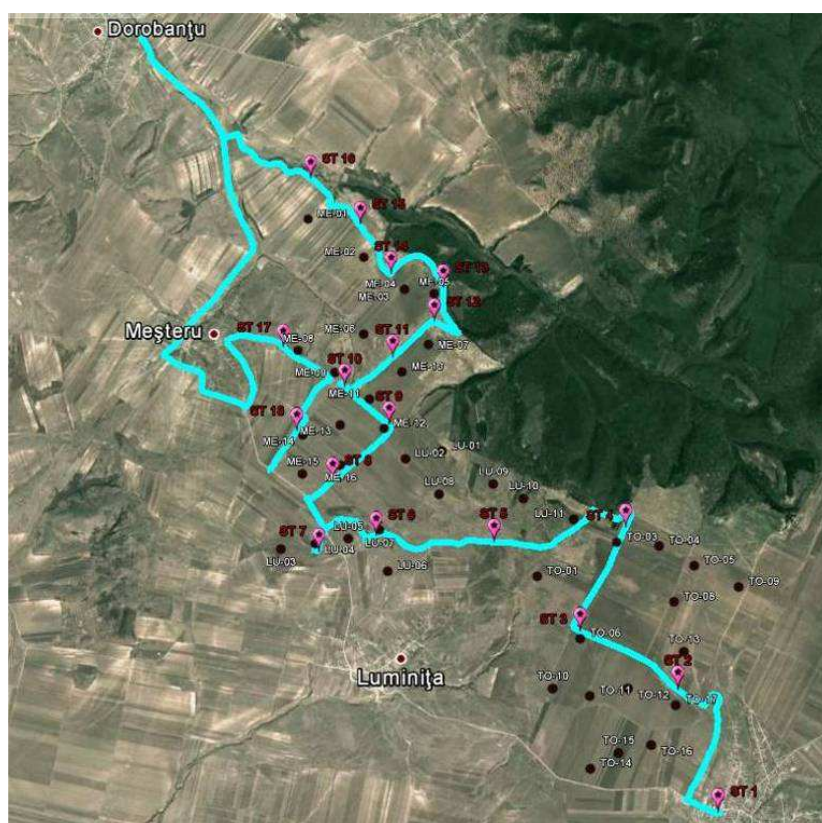 Dorobanţu
ST 16
ME-01
ST 15
ME-02
ST 14
ST 13
ME-04
ME-05
ME-03
ST 12
Meşteru
ST 17
ME-08
ME-06
ST 11
ME-07
ST 10
ME-09
ME-10
ME-11
ST 9
ST 18
ME-12
ME-14
ME-13
LU-01
LU-02
ME-15
ME-16
LU-09
LU-08
LU-10
ST 7
LU-05
ST 6
ST 5
LU-11
LU-03
LU-04
LU-07
LU-06
TO-03
TO-04
TO-01
TO-05
TO-09
TO-08
ST 3
TO-06
TO-13
Luminiţa
ST 2
TO-10
TO-11
TO-12
TO-17
TO-15
TO-16
TO-14
ST 1